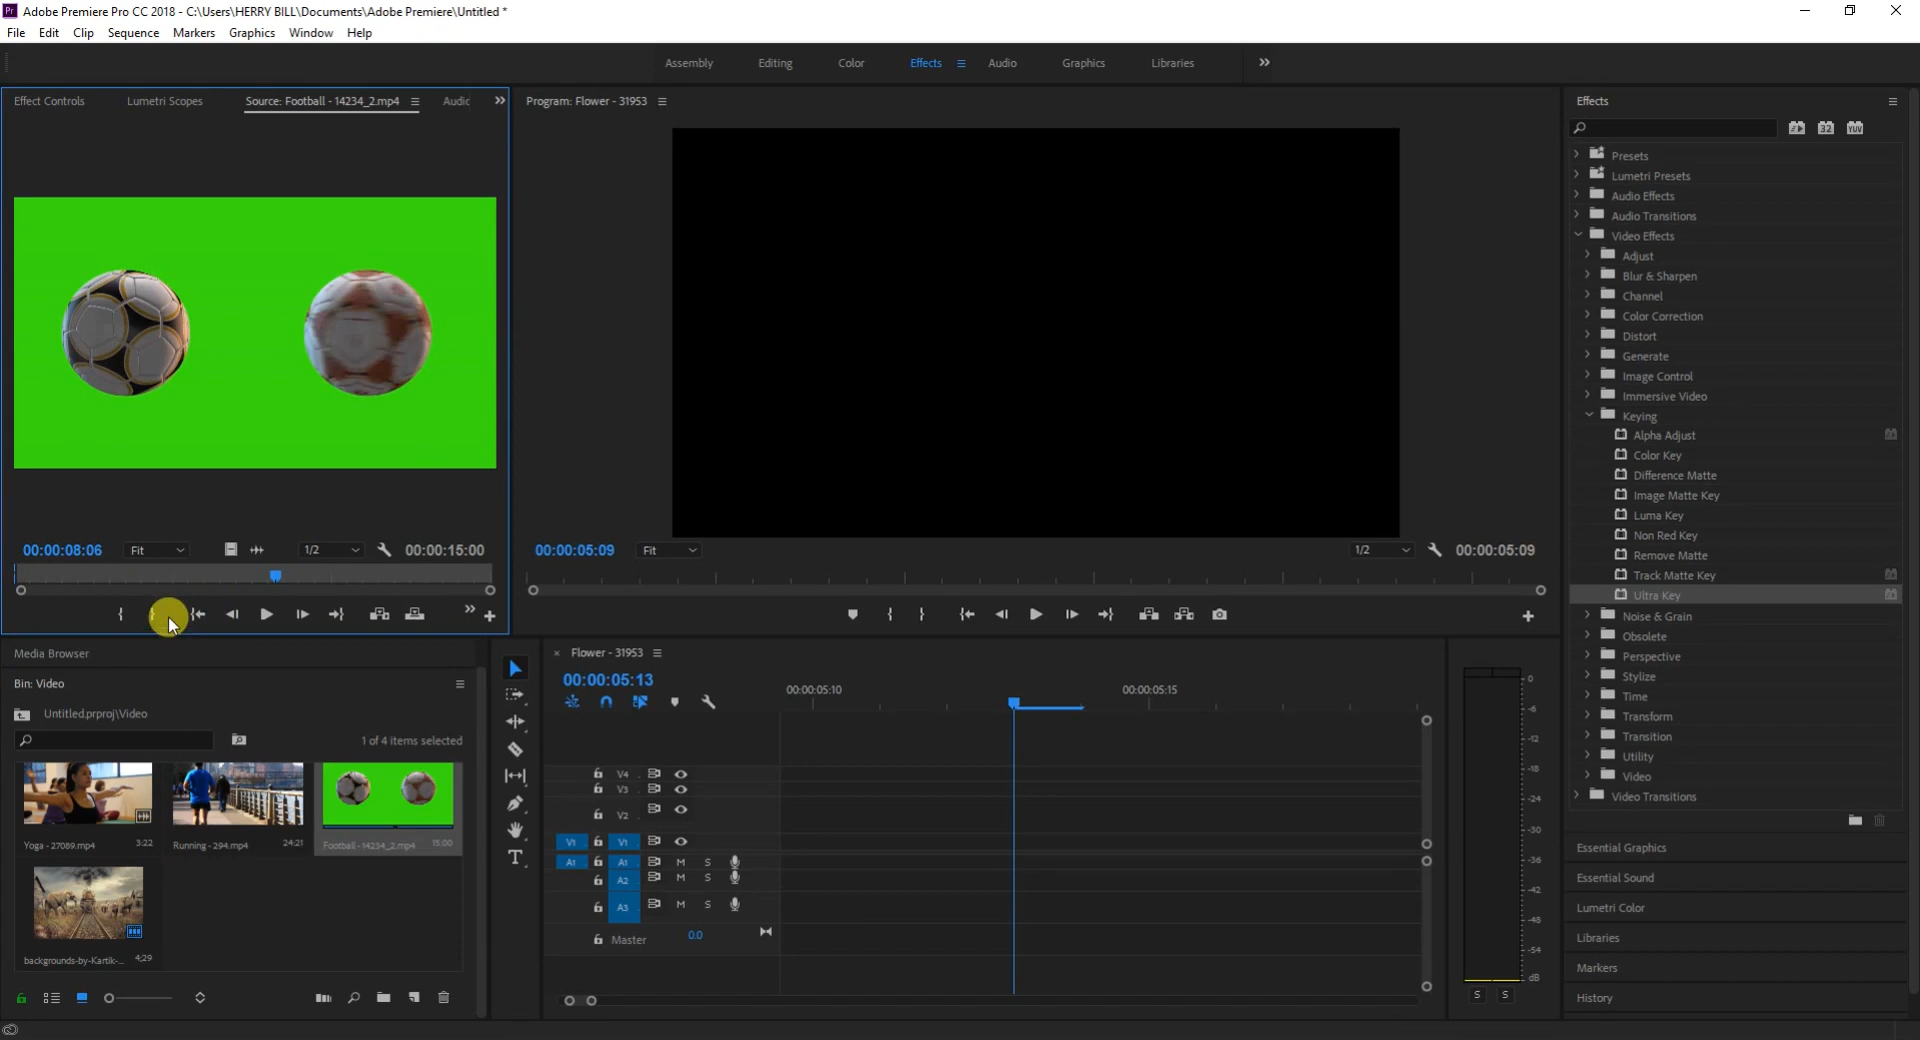 Adobe Premiere Pro CC 2018 - C:\Users\HERRY BILL\Documents\Adobe Premiere\Untitled *
File Edit Clip Sequence Markers Graphics Window Help
Assembly Editing Color Effects Audio Graphics Libraries
Effect Controls Lumetri Scopes Source: Football - 14234_2.mp4 Audic
Program: Flower - 31953
00:00:08:06 Fit 1/2 00:00:15:00
00:00:05:09 Fit 1/2 00:00:05:09
Media Browser
Bin: Video
Untitled.prproj\Video
1 of 4 items selected
Yoga - 27089.mp4 3:22
Running - 294.mp4 24:21
Football - 14234_2.mp4 15:00
backgrounds-by-Kartik-... 4;29
Flower - 31953
00:00:05:13
00:00:05:10 00:00:05:15
V4
V3
V2
V1 V1
A1 A1 M S
A2 M S
A3 M S
Master 0.0
0
-6
-12
-18
-24
-30
-36
-42
-48
-54
dB
S S
Effects
32 YUV
Presets
Lumetri Presets
Audio Effects
Audio Transitions
Video Effects
Adjust
Blur & Sharpen
Channel
Color Correction
Distort
Generate
Image Control
Immersive Video
Keying
Alpha Adjust
Color Key
Difference Matte
Image Matte Key
Luma Key
Non Red Key
Remove Matte
Track Matte Key
Ultra Key
Noise & Grain
Obsolete
Perspective
Stylize
Time
Transform
Transition
Utility
Video
Video Transitions
Essential Graphics
Essential Sound
Lumetri Color
Libraries
Markers
History